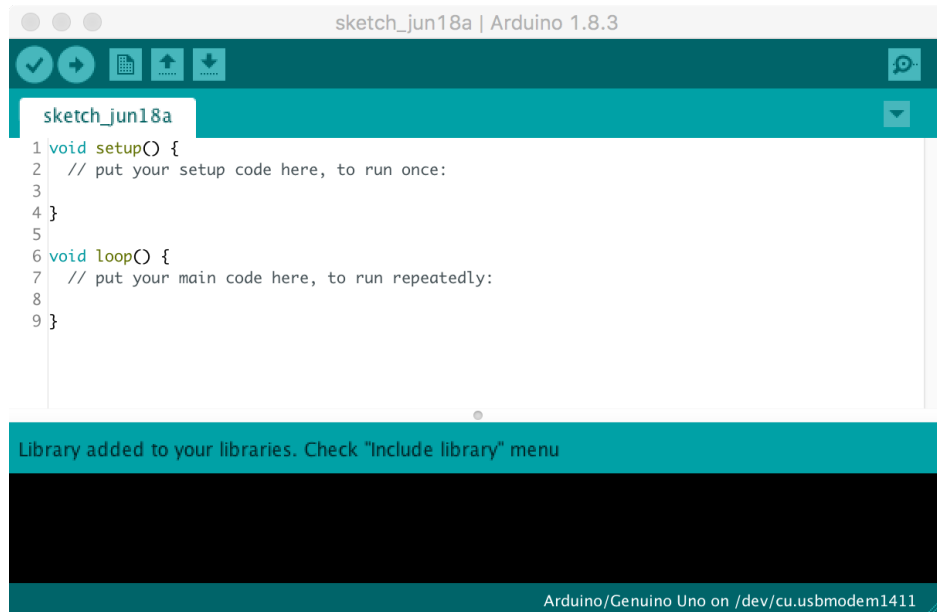 sketch_jun18a | Arduino 1.8.3
sketch_jun18a
1 void setup() {
2   // put your setup code here, to run once:
3
4 }
5
6 void loop() {
7   // put your main code here, to run repeatedly:
8
9 }
Library added to your libraries. Check "Include library" menu
Arduino/Genuino Uno on /dev/cu.usbmodem1411